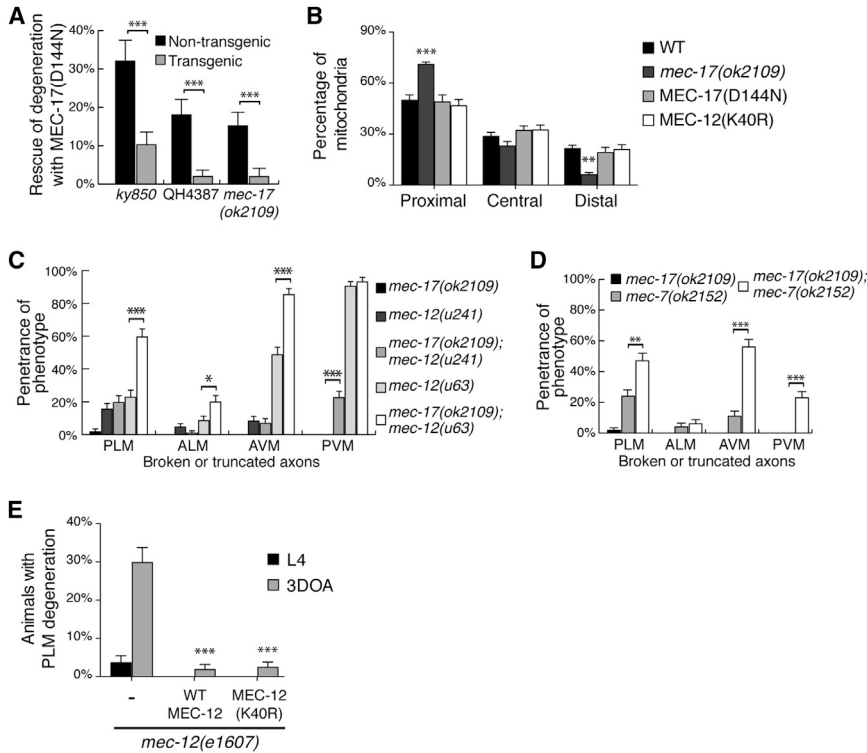 A
Rescue of degeneration
with MEC-17(D144N)
40%
30%
20%
10%
0%
***
***
***
Non-transgenic
Transgenic
ky850
QH4387
mec-17
(ok2109)
B
Percentage of
mitochondria
90%
60%
30%
0%
***
**
Proximal
Central
Distal
WT
mec-17(ok2109)
MEC-17(D144N)
MEC-12(K40R)
C
Penetrance of
phenotype
100%
80%
60%
40%
20%
***
*
***
***
PLM
ALM
AVM
PVM
Broken or truncated axons
mec-17(ok2109)
mec-12(u241)
mec-17(ok2109);
mec-12(u241)
mec-12(u63)
mec-17(ok2109);
mec-12(u63)
D
mec-17(ok2109)
mec-7(ok2152)
mec-17(ok2109);
mec-7(ok2152)
Penetrance of
phenotype
100%
80%
60%
40%
20%
0%
**
***
***
PLM
ALM
AVM
PVM
Broken or truncated axons
E
Animals with
PLM degeneration
40%
30%
20%
10%
0%
***
***
L4
3DOA
-
WT
MEC-12
MEC-12
(K40R)
mec-12(e1607)